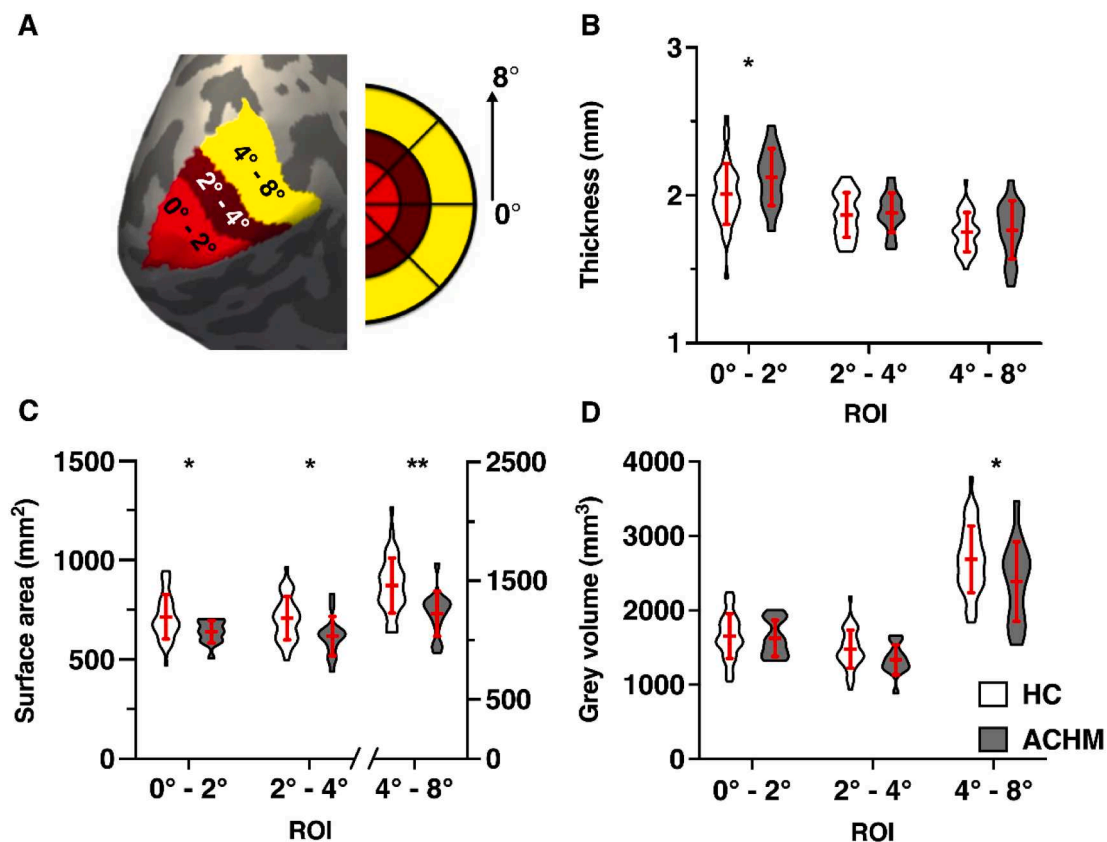 A
8°
0°
4° - 8°
2° - 4°
0° - 2°
B
Thickness (mm)
3
2
1
*
0° - 2°
2° - 4°
4° - 8°
ROI
C
Surface area (mm²)
1500
1000
500
0
*
*
**
2500
1500
500
0
0° - 2°
2° - 4°
4° - 8°
ROI
D
Grey volume (mm³)
4000
3000
2000
1000
0
*
HC
ACHM
0° - 2°
2° - 4°
4° - 8°
ROI